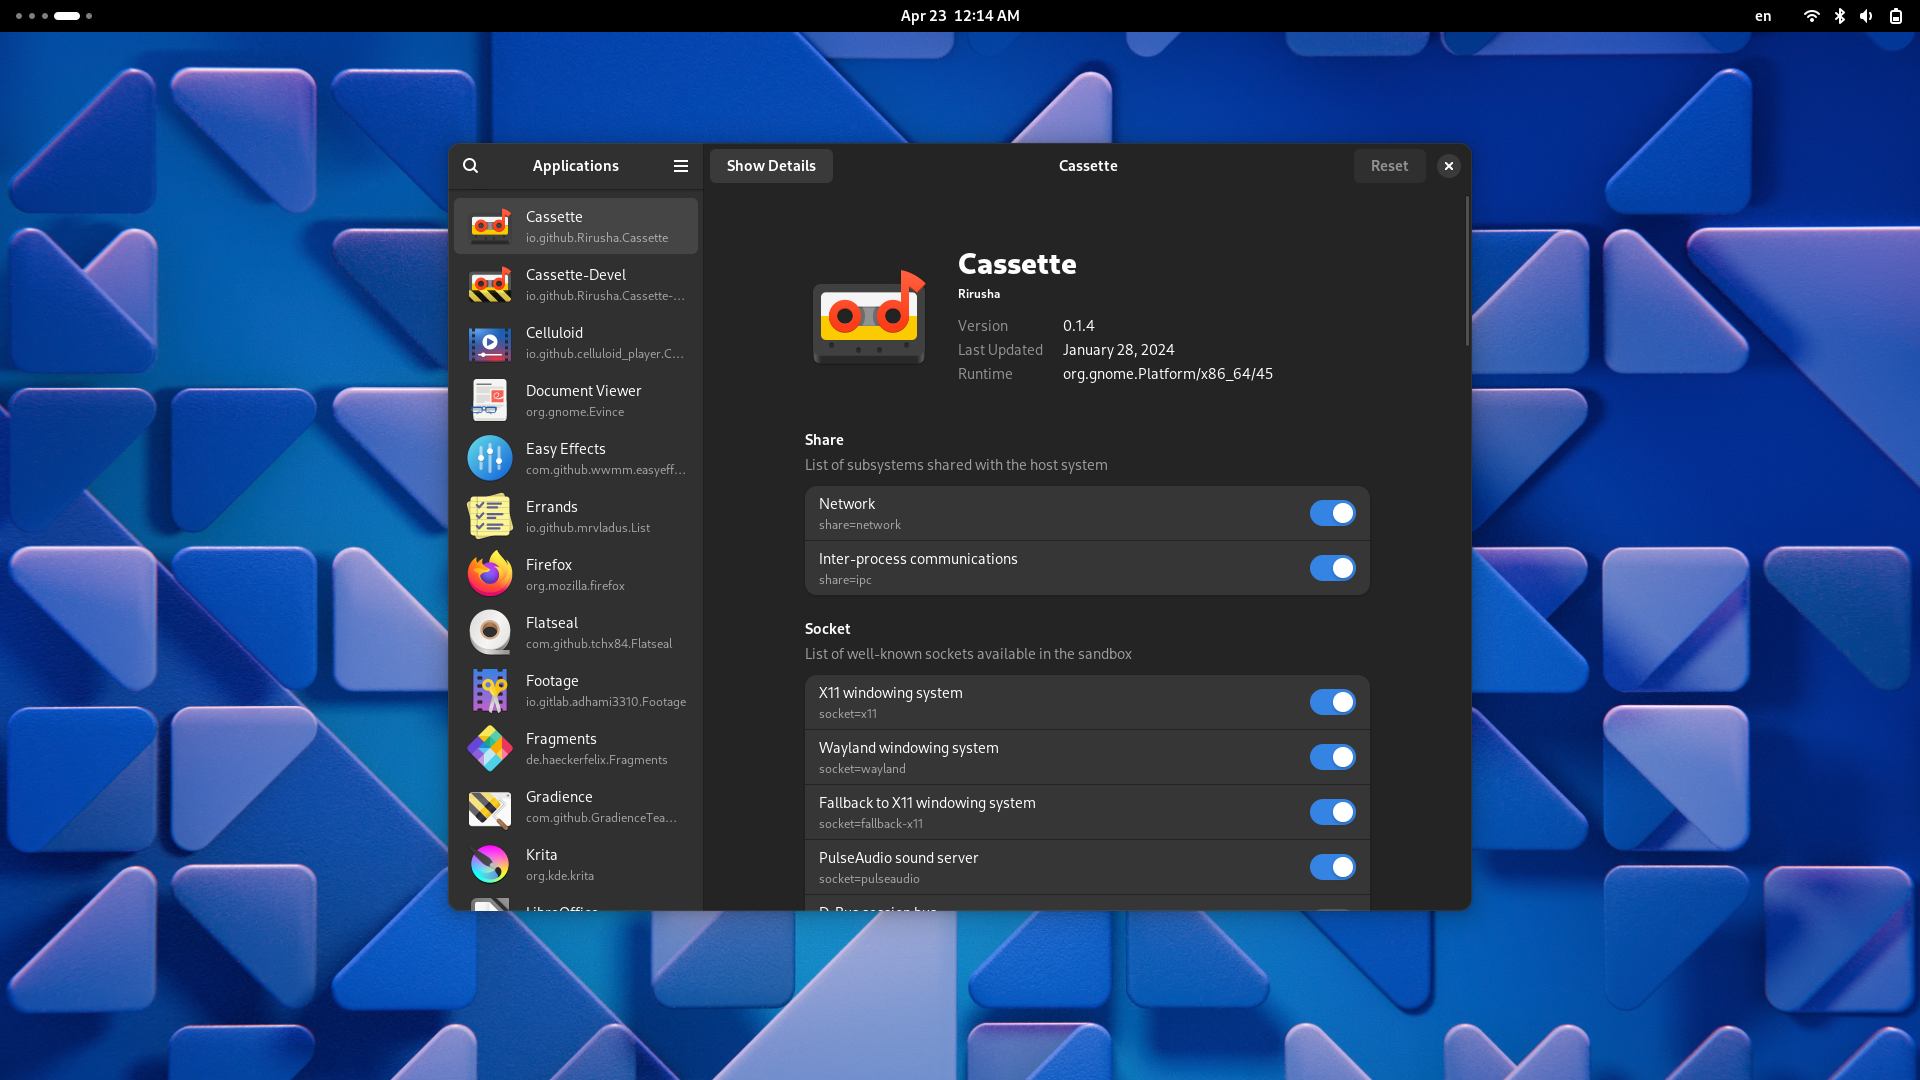 Apr 23 12:14 AM
en
Applications
Show Details
Cassette
Reset
Cassette
io.github.Rirusha.Cassette
Cassette-Devel
io.github.Rirusha.Cassette-...
Celluloid
io.github.celluloid_player.C...
Document Viewer
org.gnome.Evince
Easy Effects
com.github.wwmm.easyeff...
Errands
io.github.mrvladus.List
Firefox
org.mozilla.firefox
Flatseal
com.github.tchx84.Flatseal
Footage
io.gitlab.adhami3310.Footage
Fragments
de.haeckerfelix.Fragments
Gradience
com.github.GradienceTea...
Krita
org.kde.krita
LibreOffice
Cassette
Rirusha
Version 0.1.4
Last Updated January 28, 2024
Runtime org.gnome.Platform/x86_64/45
Share
List of subsystems shared with the host system
Network
share=network
Inter-process communications
share=ipc
Socket
List of well-known sockets available in the sandbox
X11 windowing system
socket=x11
Wayland windowing system
socket=wayland
Fallback to X11 windowing system
socket=fallback-x11
PulseAudio sound server
socket=pulseaudio
D-Bus session bus